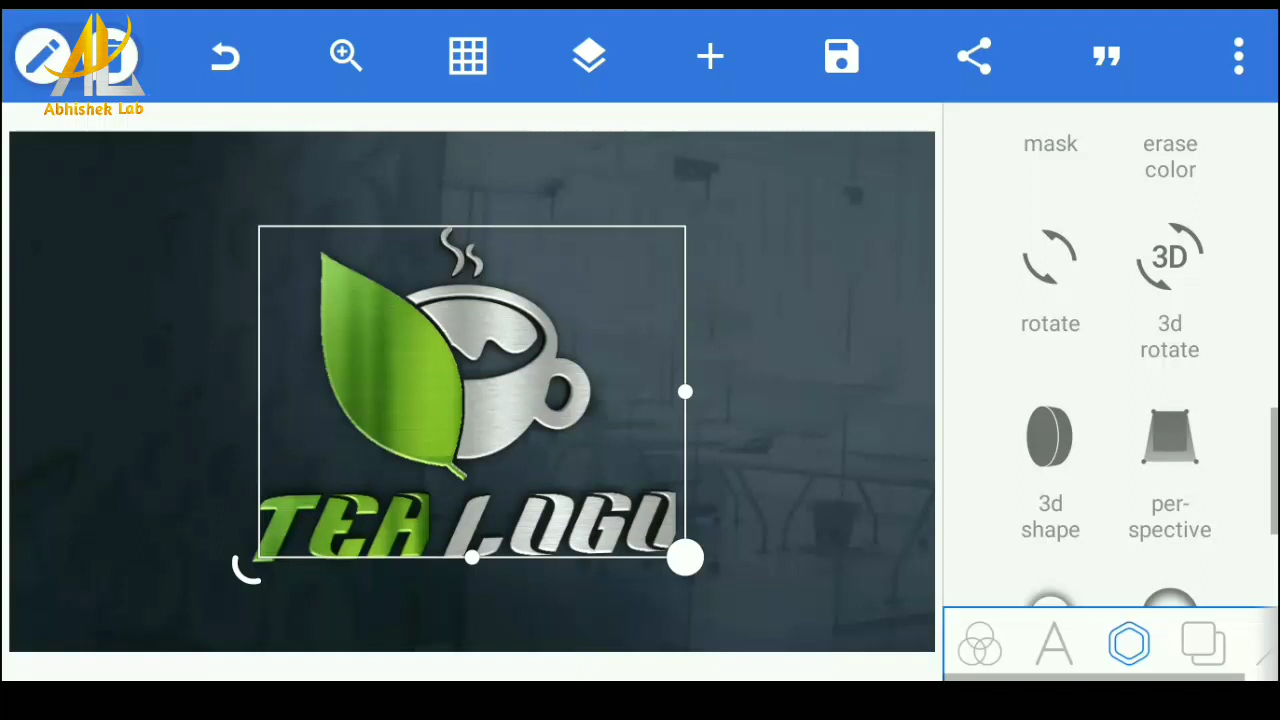 Abhishek Lab
mask
erase
color
3D
rotate
3d
rotate
3d
shape
per-
spective
TEA LOGO